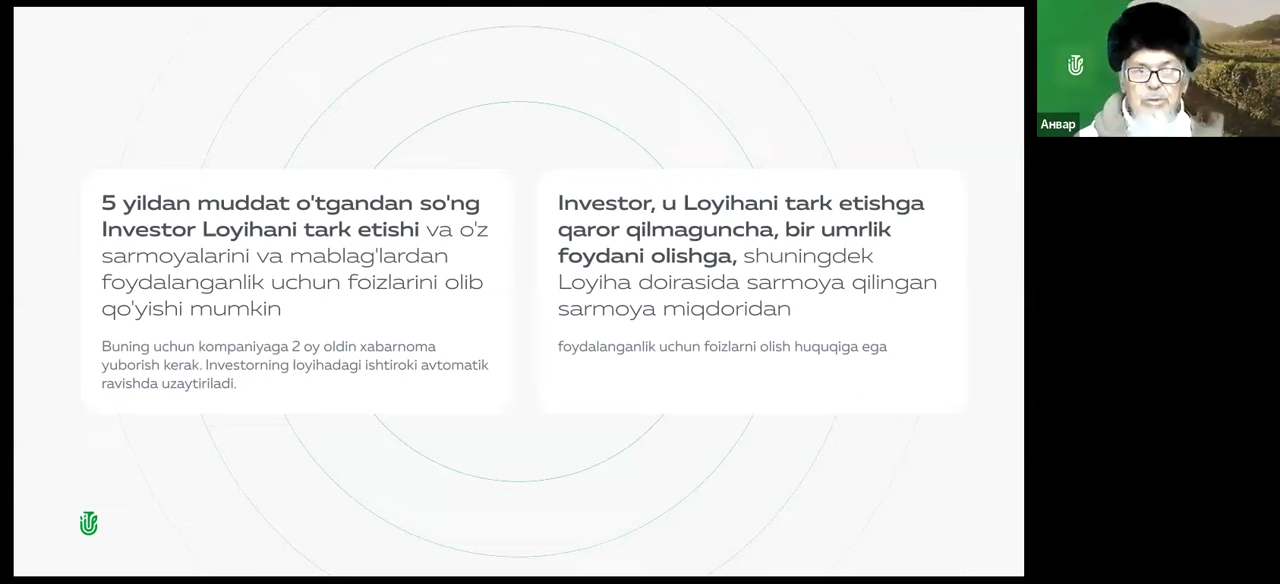 5 yildan muddat o'tgandan so'ng
Investor Loyihani tark etishi va o'z
sarmoyalarini va mablag'lardan
foydalanganlik uchun foizlarini olib
qo'yishi mumkin
Buning uchun kompaniyaga 2 oy oldin xabarnoma
yuborish kerak. Investorning loyihadagi ishtiroki avtomatik
ravishda uzaytiriladi.
Investor, u Loyihani tark etishga
qaror qilmaguncha, bir umrlik
foydani olishga, shuningdek
Loyiha doirasida sarmoya qilingan
sarmoya miqdoridan
foydalanganlik uchun foizlarni olish huquqiga ega
Анвар